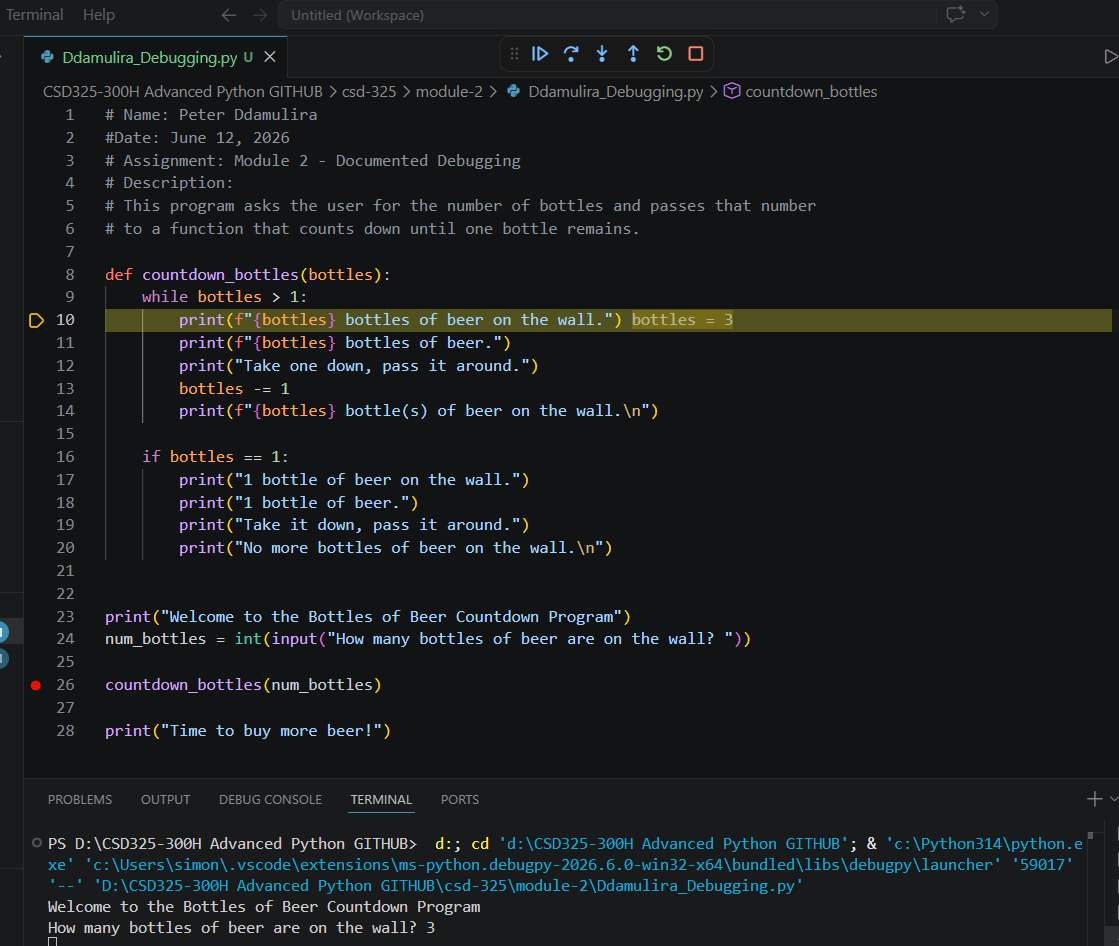 Terminal Help Untitled (Workspace)
Ddamulira_Debugging.py U
CSD325-300H Advanced Python GITHUB > csd-325 > module-2 > Ddamulira_Debugging.py > countdown_bottles
1 # Name: Peter Ddamulira
2 #Date: June 12, 2026
3 # Assignment: Module 2 - Documented Debugging
4 # Description:
5 # This program asks the user for the number of bottles and passes that number
6 # to a function that counts down until one bottle remains.
7
8 def countdown_bottles(bottles):
9     while bottles > 1:
10         print(f"{bottles} bottles of beer on the wall.") bottles = 3
11         print(f"{bottles} bottles of beer.")
12         print("Take one down, pass it around.")
13         bottles -= 1
14         print(f"{bottles} bottle(s) of beer on the wall.\n")
15
16     if bottles == 1:
17         print("1 bottle of beer on the wall.")
18         print("1 bottle of beer.")
19         print("Take it down, pass it around.")
20         print("No more bottles of beer on the wall.\n")
21
22
23 print("Welcome to the Bottles of Beer Countdown Program")
24 num_bottles = int(input("How many bottles of beer are on the wall? "))
25
26 countdown_bottles(num_bottles)
27
28 print("Time to buy more beer!")
PROBLEMS OUTPUT DEBUG CONSOLE TERMINAL PORTS
PS D:\CSD325-300H Advanced Python GITHUB>  d:; cd 'd:\CSD325-300H Advanced Python GITHUB'; & 'c:\Python314\python.e
xe' 'c:\Users\simon\.vscode\extensions\ms-python.debugpy-2026.6.0-win32-x64\bundled\libs\debugpy\launcher' '59017'
'--' 'D:\CSD325-300H Advanced Python GITHUB\csd-325\module-2\Ddamulira_Debugging.py'
Welcome to the Bottles of Beer Countdown Program
How many bottles of beer are on the wall? 3